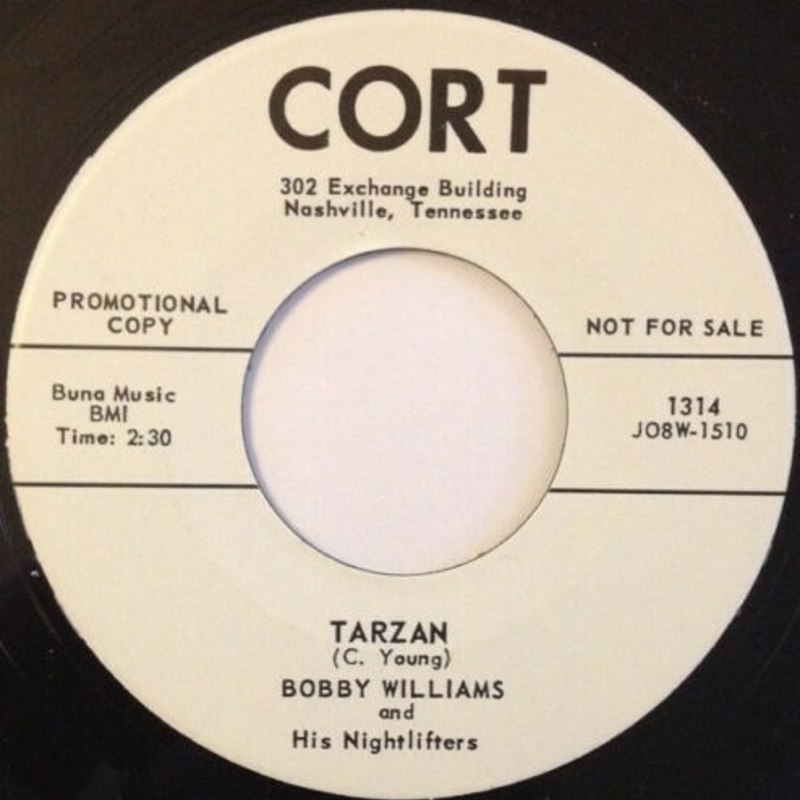 CORT
302 Exchange Building
Nashville, Tennessee
PROMOTIONAL
COPY
NOT FOR SALE
Buna Music
BMI
Time: 2:30
1314
JO8W-1510
TARZAN
(C. Young)
BOBBY WILLIAMS
and
His Nightlifters